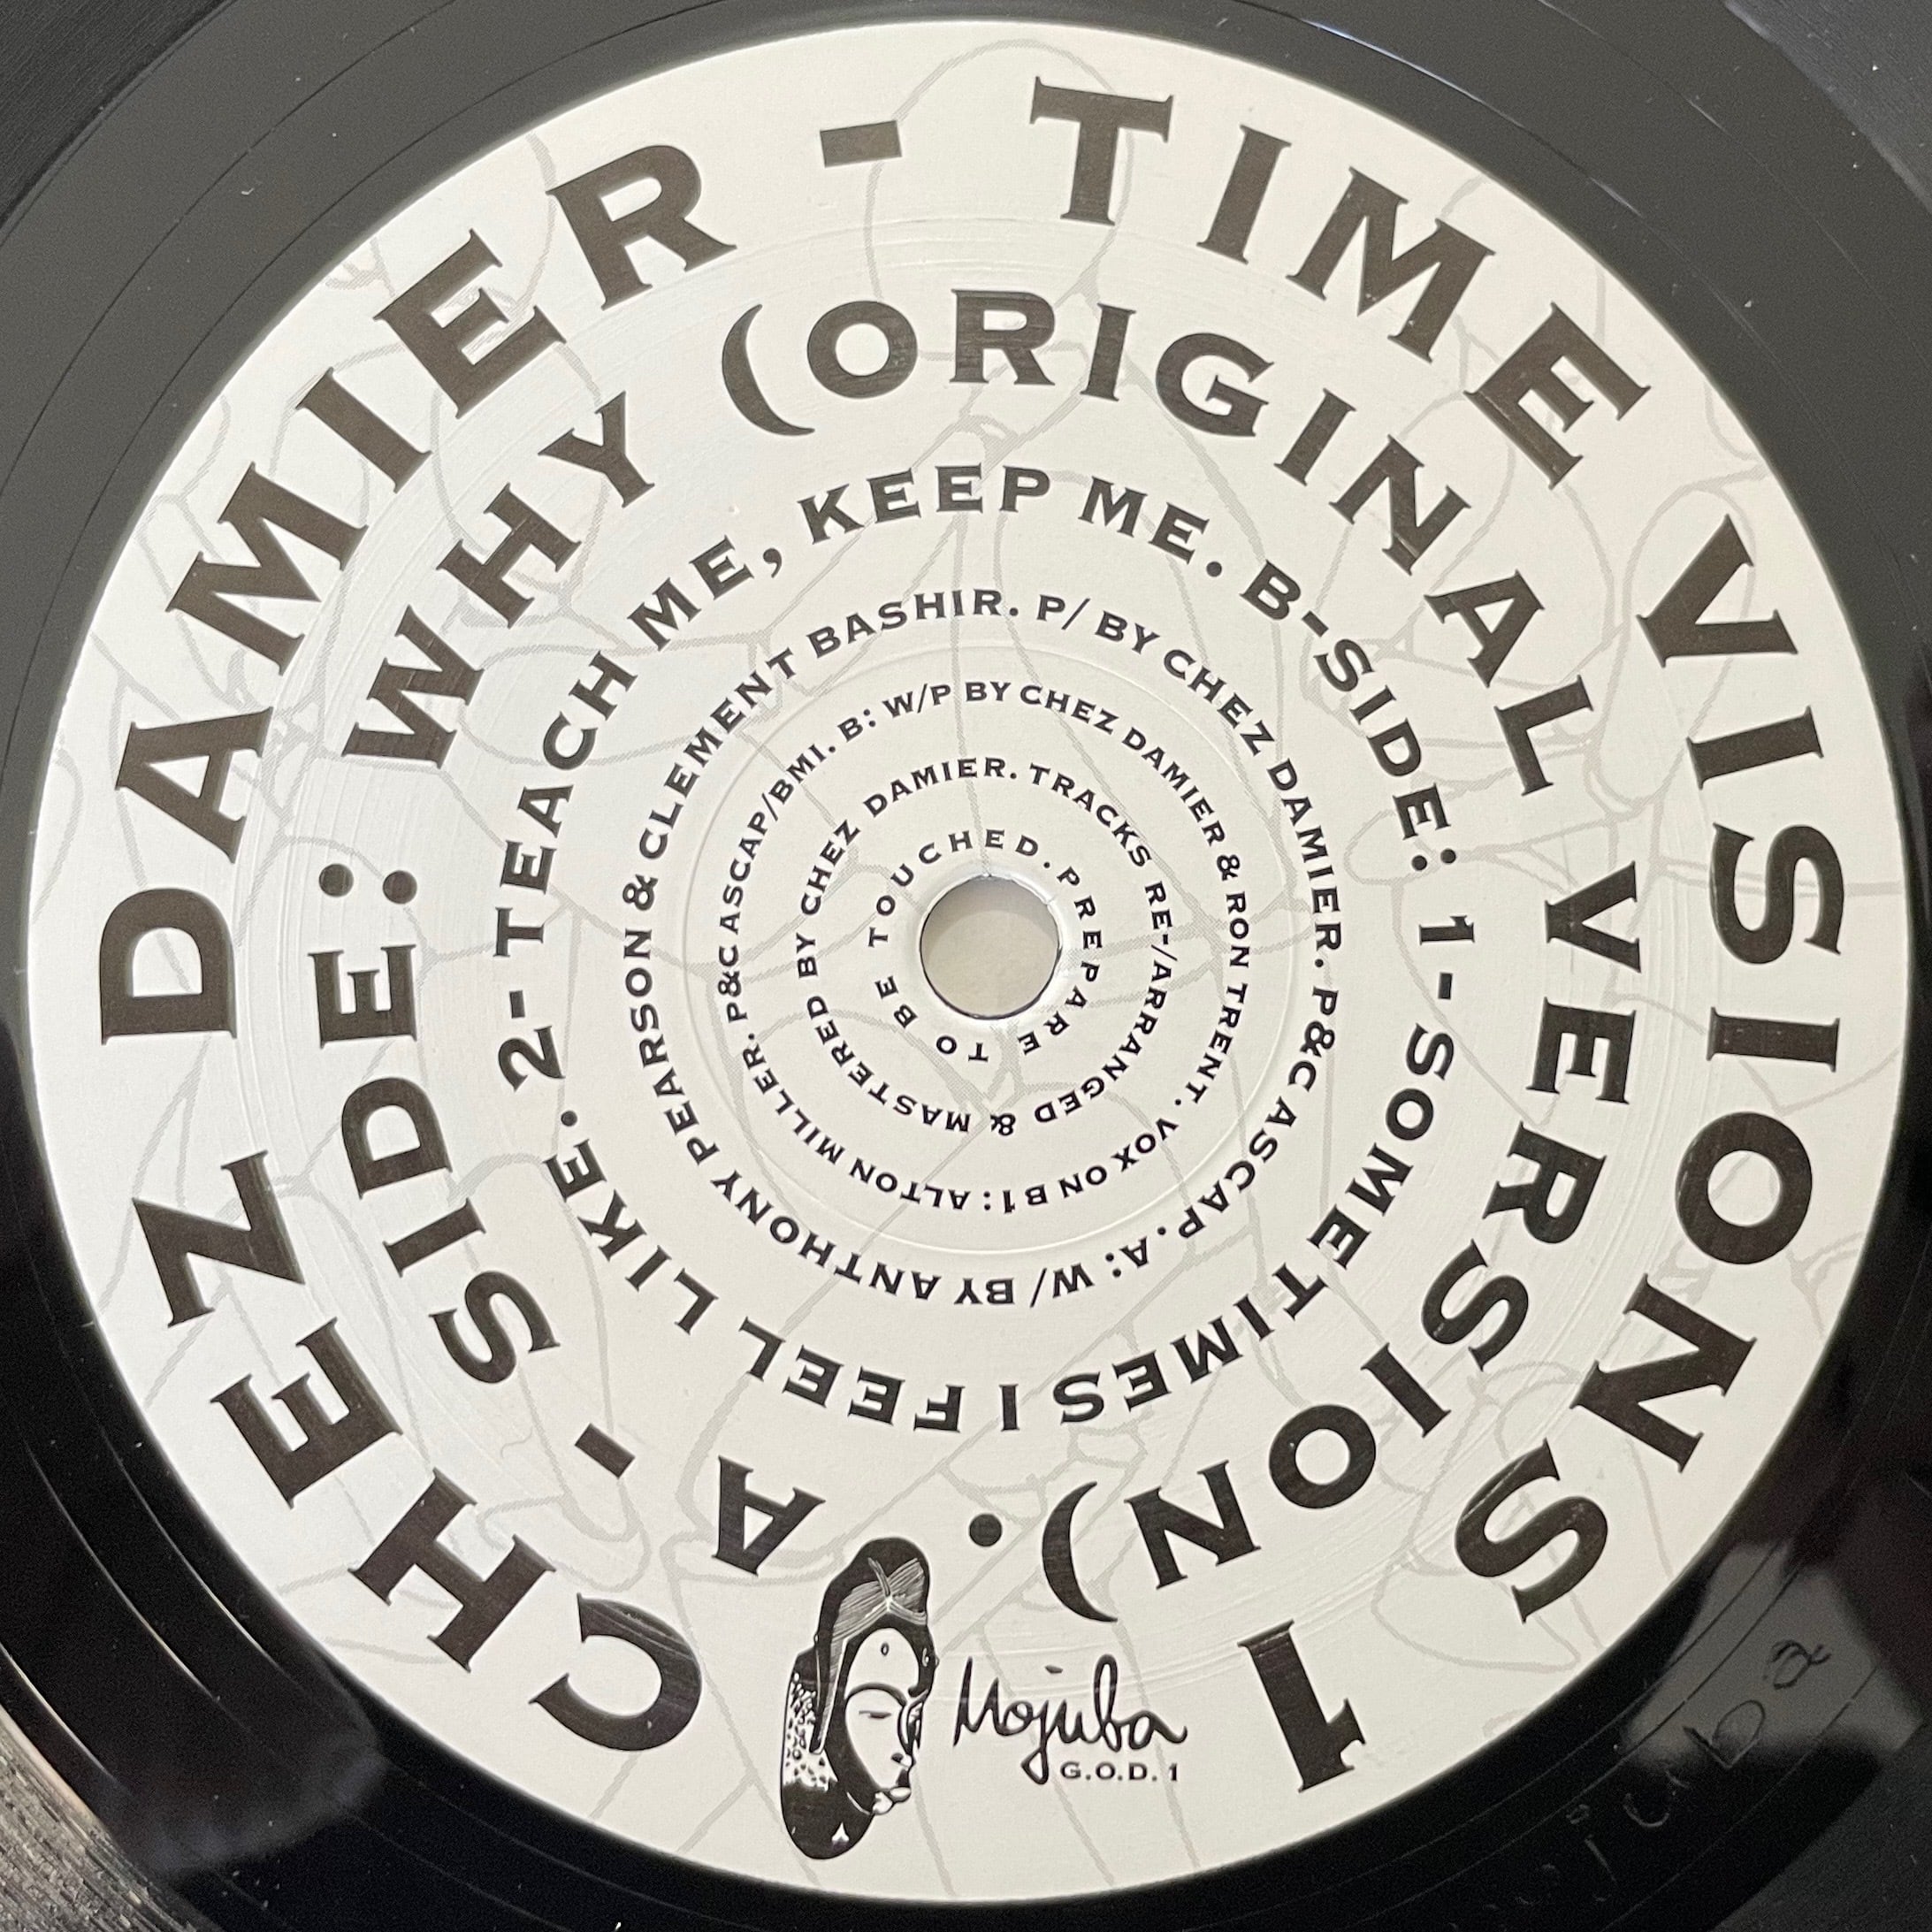 CHEZ DAMIER - TIME VISIONS 1
A - SIDE: WHY (ORIGINAL VERSION).
2- TEACH ME, KEEP ME. B-SIDE: 1-SOMETIMES I FEEL LIKE.
A: W/ BY ANTHONY PEARSON & CLEMENT BASHIR. P/ BY CHEZ DAMIER. P&C ASCAP.
P&C ASCAP/BMI. B: W/P BY CHEZ DAMIER & RON TRENT. VOX ON B1: ALTON MILLER.
MASTERED BY CHEZ DAMIER. TRACKS RE-/ARRANGED &
PREPARE TO BE TOUCHED.
Mojuba
G.O.D. 1